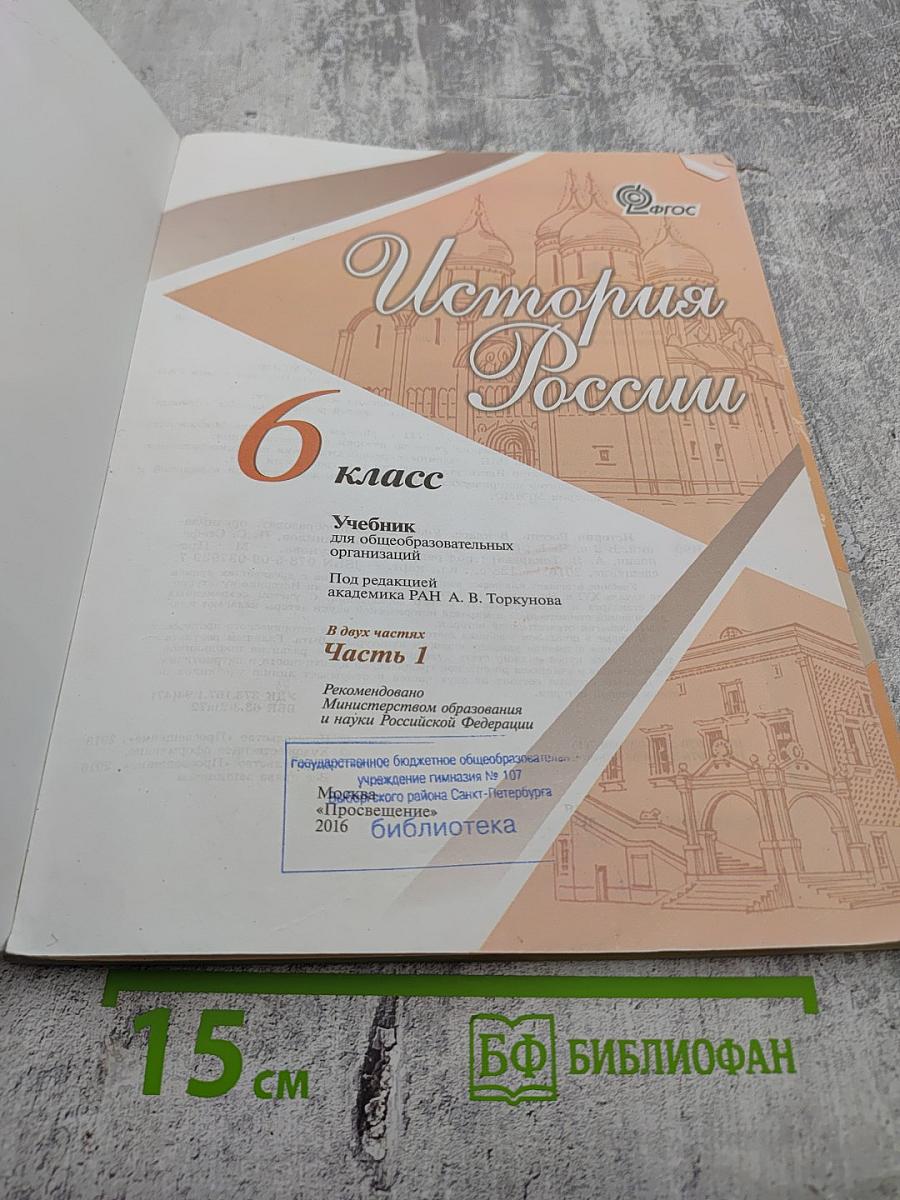 ФГОС
История
России
6 класс
Учебник
для общеобразовательных
организаций
Под редакцией
академика РАН А. В. Торкунова
В двух частях
Часть 1
Рекомендовано
Министерством образования
и науки Российской Федерации
Государственное бюджетное общеобразовательное
учреждение гимназия № 107
Выборгского района Санкт-Петербурга
Москва
«Просвещение»
2016
библиотека
15 см
БФ БИБЛИОФАН